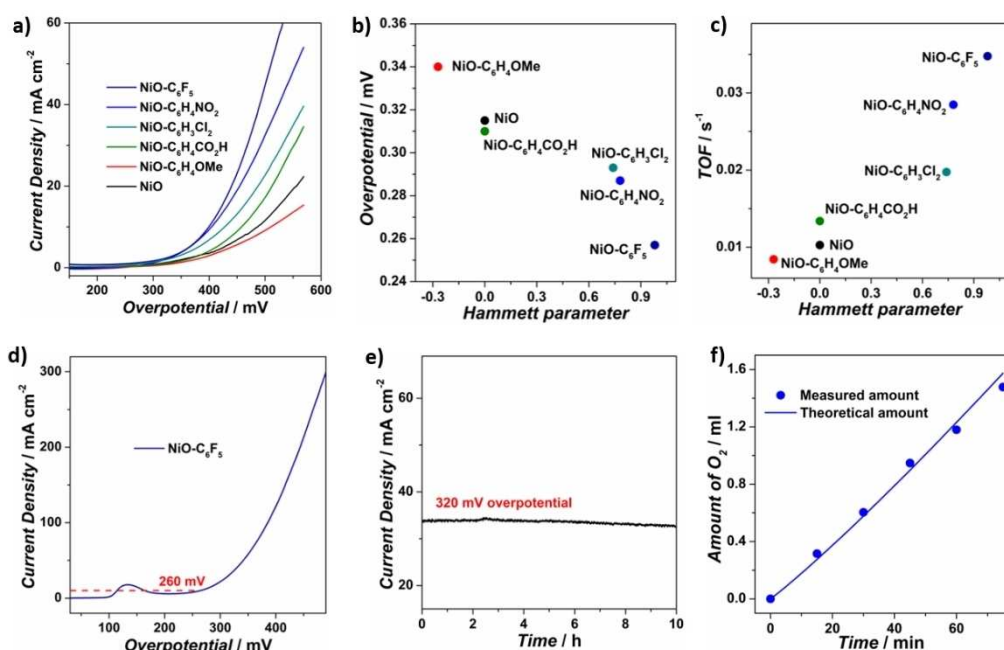 a)
60
40
20
0
Current Density / mA cm⁻²
NiO-C₆F₅
NiO-C₆H₄NO₂
NiO-C₆H₃Cl₂
NiO-C₆H₄CO₂H
NiO-C₆H₄OMe
NiO
200 300 400 500 600
Overpotential / mV
b)
0.36
0.34
0.32
0.30
0.28
0.26
0.24
Overpotential / mV
NiO-C₆H₄OMe
NiO
NiO-C₆H₄CO₂H
NiO-C₆H₃Cl₂
NiO-C₆H₄NO₂
NiO-C₆F₅
-0.3 0.0 0.3 0.6 0.9
Hammett parameter
c)
0.03
0.02
0.01
TOF / s⁻¹
NiO-C₆F₅
NiO-C₆H₄NO₂
NiO-C₆H₃Cl₂
NiO-C₆H₄CO₂H
NiO
NiO-C₆H₄OMe
-0.3 0.0 0.3 0.6 0.9
Hammett parameter
d)
300
200
100
0
Current Density / mA cm⁻²
NiO-C₆F₅
260 mV
100 200 300 400
Overpotential / mV
e)
60
40
20
Current Density / mA cm⁻²
320 mV overpotential
0 2 4 6 8 10
Time / h
f)
1.6
1.2
0.8
0.4
0.0
Amount of O₂ / ml
Measured amount
Theoretical amount
0 20 40 60
Time / min